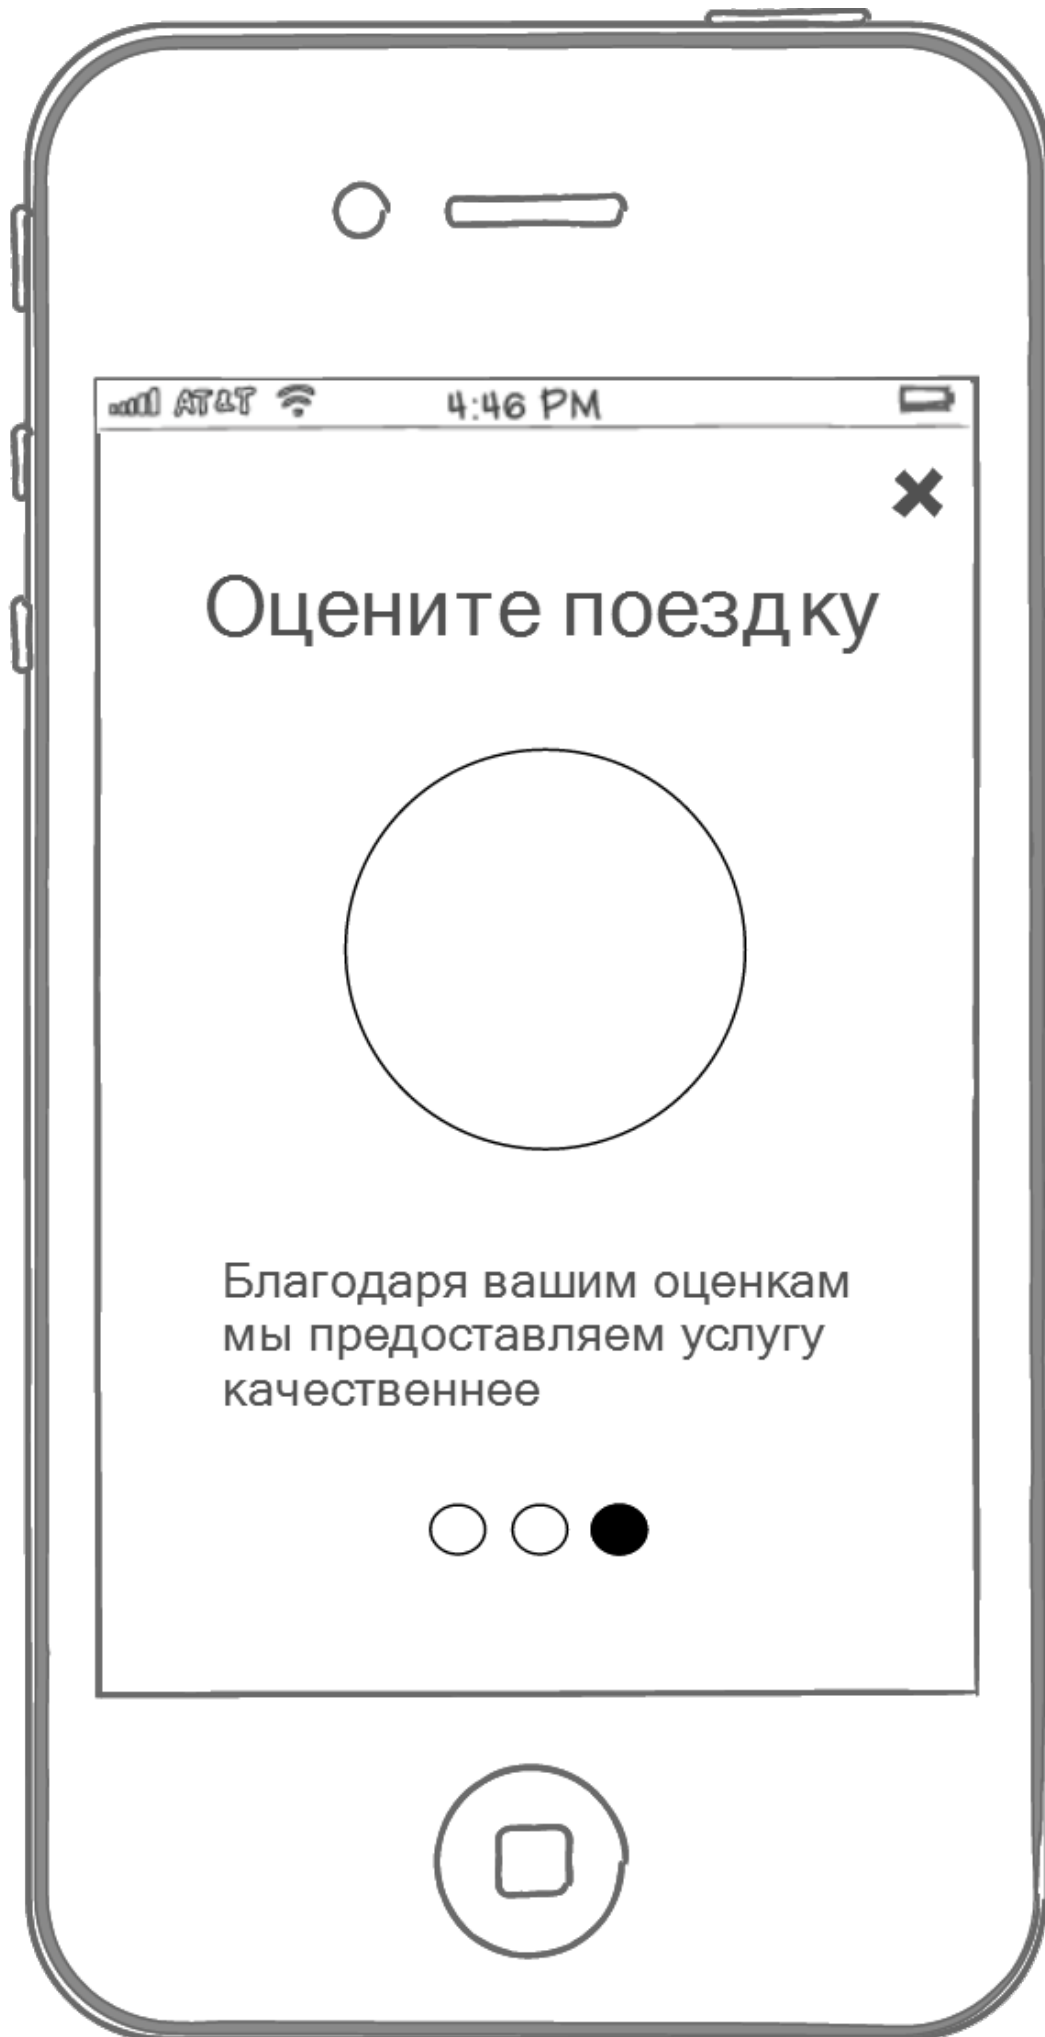 AT&T 4:46 PM
Оцените поездку
Благодаря вашим оценкам
мы предоставляем услугу
качественнее